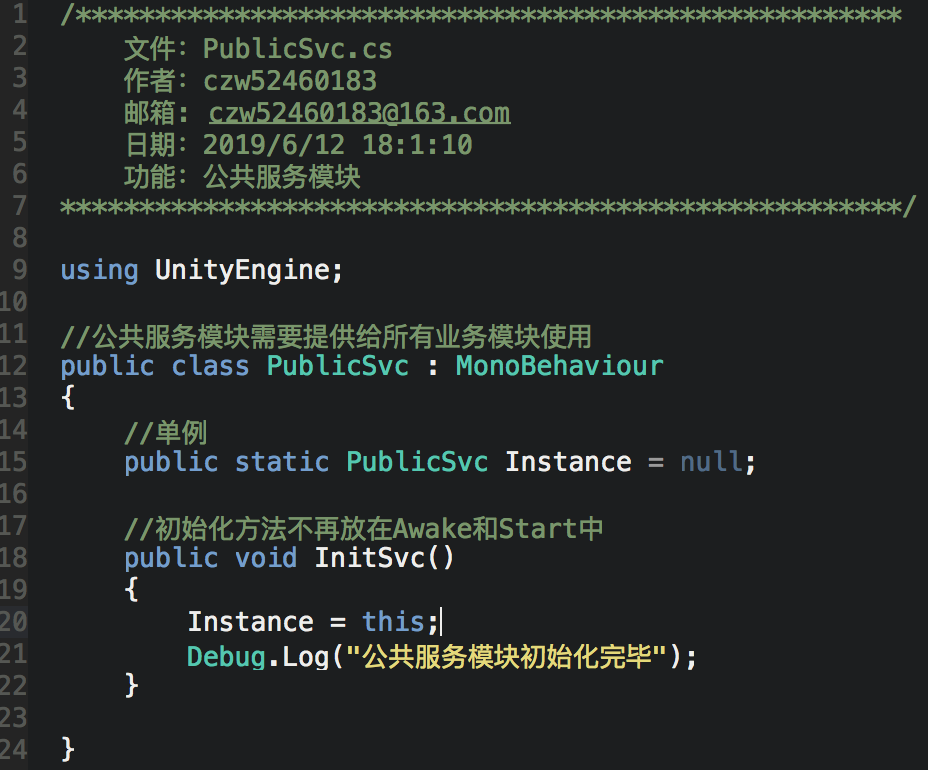 1 /****************************************************
2     文件：PublicSvc.cs
3     作者：czw52460183
4     邮箱: czw52460183@163.com
5     日期：2019/6/12 18:1:10
6     功能：公共服务模块
7 *****************************************************/
8
9 using UnityEngine;
10
11 //公共服务模块需要提供给所有业务模块使用
12 public class PublicSvc : MonoBehaviour
13 {
14     //单例
15     public static PublicSvc Instance = null;
16
17     //初始化方法不再放在Awake和Start中
18     public void InitSvc()
19     {
20         Instance = this;
21         Debug.Log("公共服务模块初始化完毕");
22     }
23
24 }